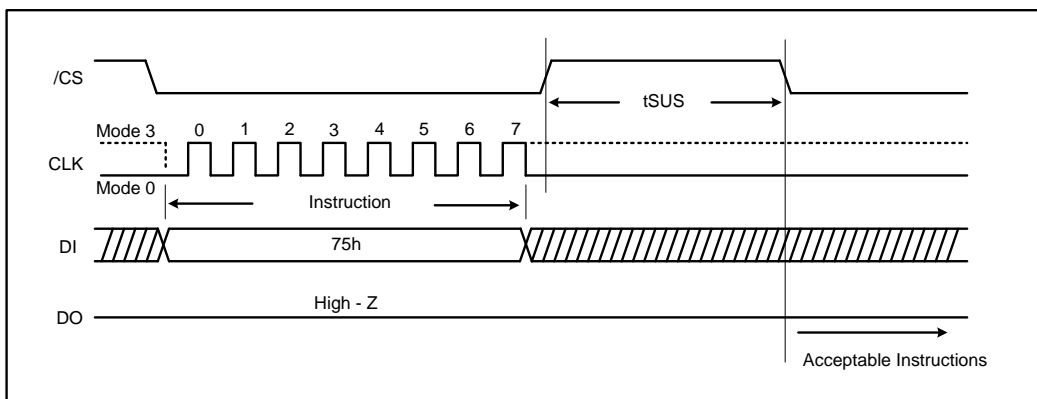 /CS
tSUS
Mode 3
0 1 2 3 4 5 6 7
CLK
Mode 0
Instruction
DI
75h
High - Z
DO
Acceptable Instructions